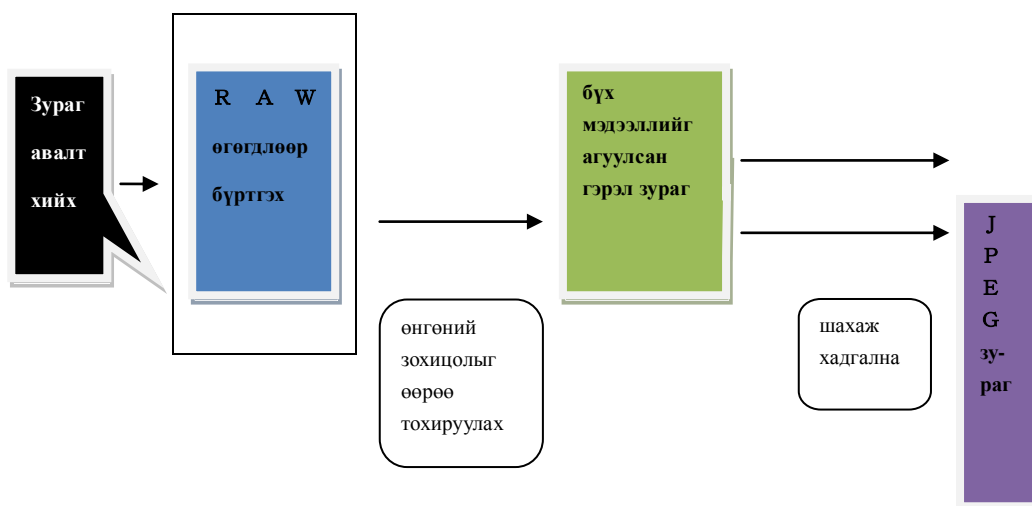 Зураг
авалт
хийх
R A W
өгөгдлөөр
бүртгэх
өнгөний
зохицолыг
өөрөө
тохируулах
бүх
мэдээллийг
агуулсан
гэрэл зураг
шахаж
хадгална
J
P
E
G
зу-
раг